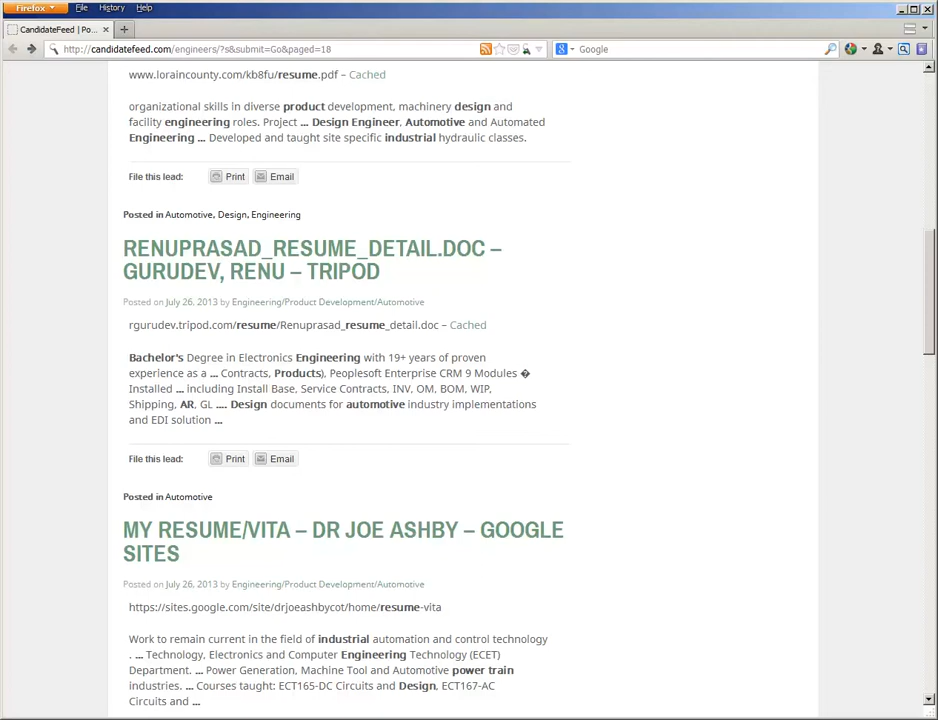 Firefox File History Help
CandidateFeed | Po...
http://candidatefeed.com/engineers/?s&submit=Go&paged=18 Google
www.loraincounty.com/kb8fu/resume.pdf – Cached
organizational skills in diverse product development, machinery design and
facility engineering roles. Project ... Design Engineer, Automotive and Automated
Engineering ... Developed and taught site specific industrial hydraulic classes.
File this lead: Print Email
Posted in Automotive, Design, Engineering
RENUPRASAD_RESUME_DETAIL.DOC –
GURUDEV, RENU – TRIPOD
Posted on July 26, 2013 by Engineering/Product Development/Automotive
rgurudev.tripod.com/resume/Renuprasad_resume_detail.doc – Cached
Bachelor's Degree in Electronics Engineering with 19+ years of proven
experience as a ... Contracts, Products), Peoplesoft Enterprise CRM 9 Modules �
Installed ... including Install Base, Service Contracts, INV, OM, BOM, WIP,
Shipping, AR, GL .... Design documents for automotive industry implementations
and EDI solution ...
File this lead: Print Email
Posted in Automotive
MY RESUME/VITA – DR JOE ASHBY – GOOGLE
SITES
Posted on July 26, 2013 by Engineering/Product Development/Automotive
https://sites.google.com/site/drjoeashbycot/home/resume-vita
Work to remain current in the field of industrial automation and control technology
. ... Technology, Electronics and Computer Engineering Technology (ECET)
Department. ... Power Generation, Machine Tool and Automotive power train
industries. ... Courses taught: ECT165-DC Circuits and Design, ECT167-AC
Circuits and ...